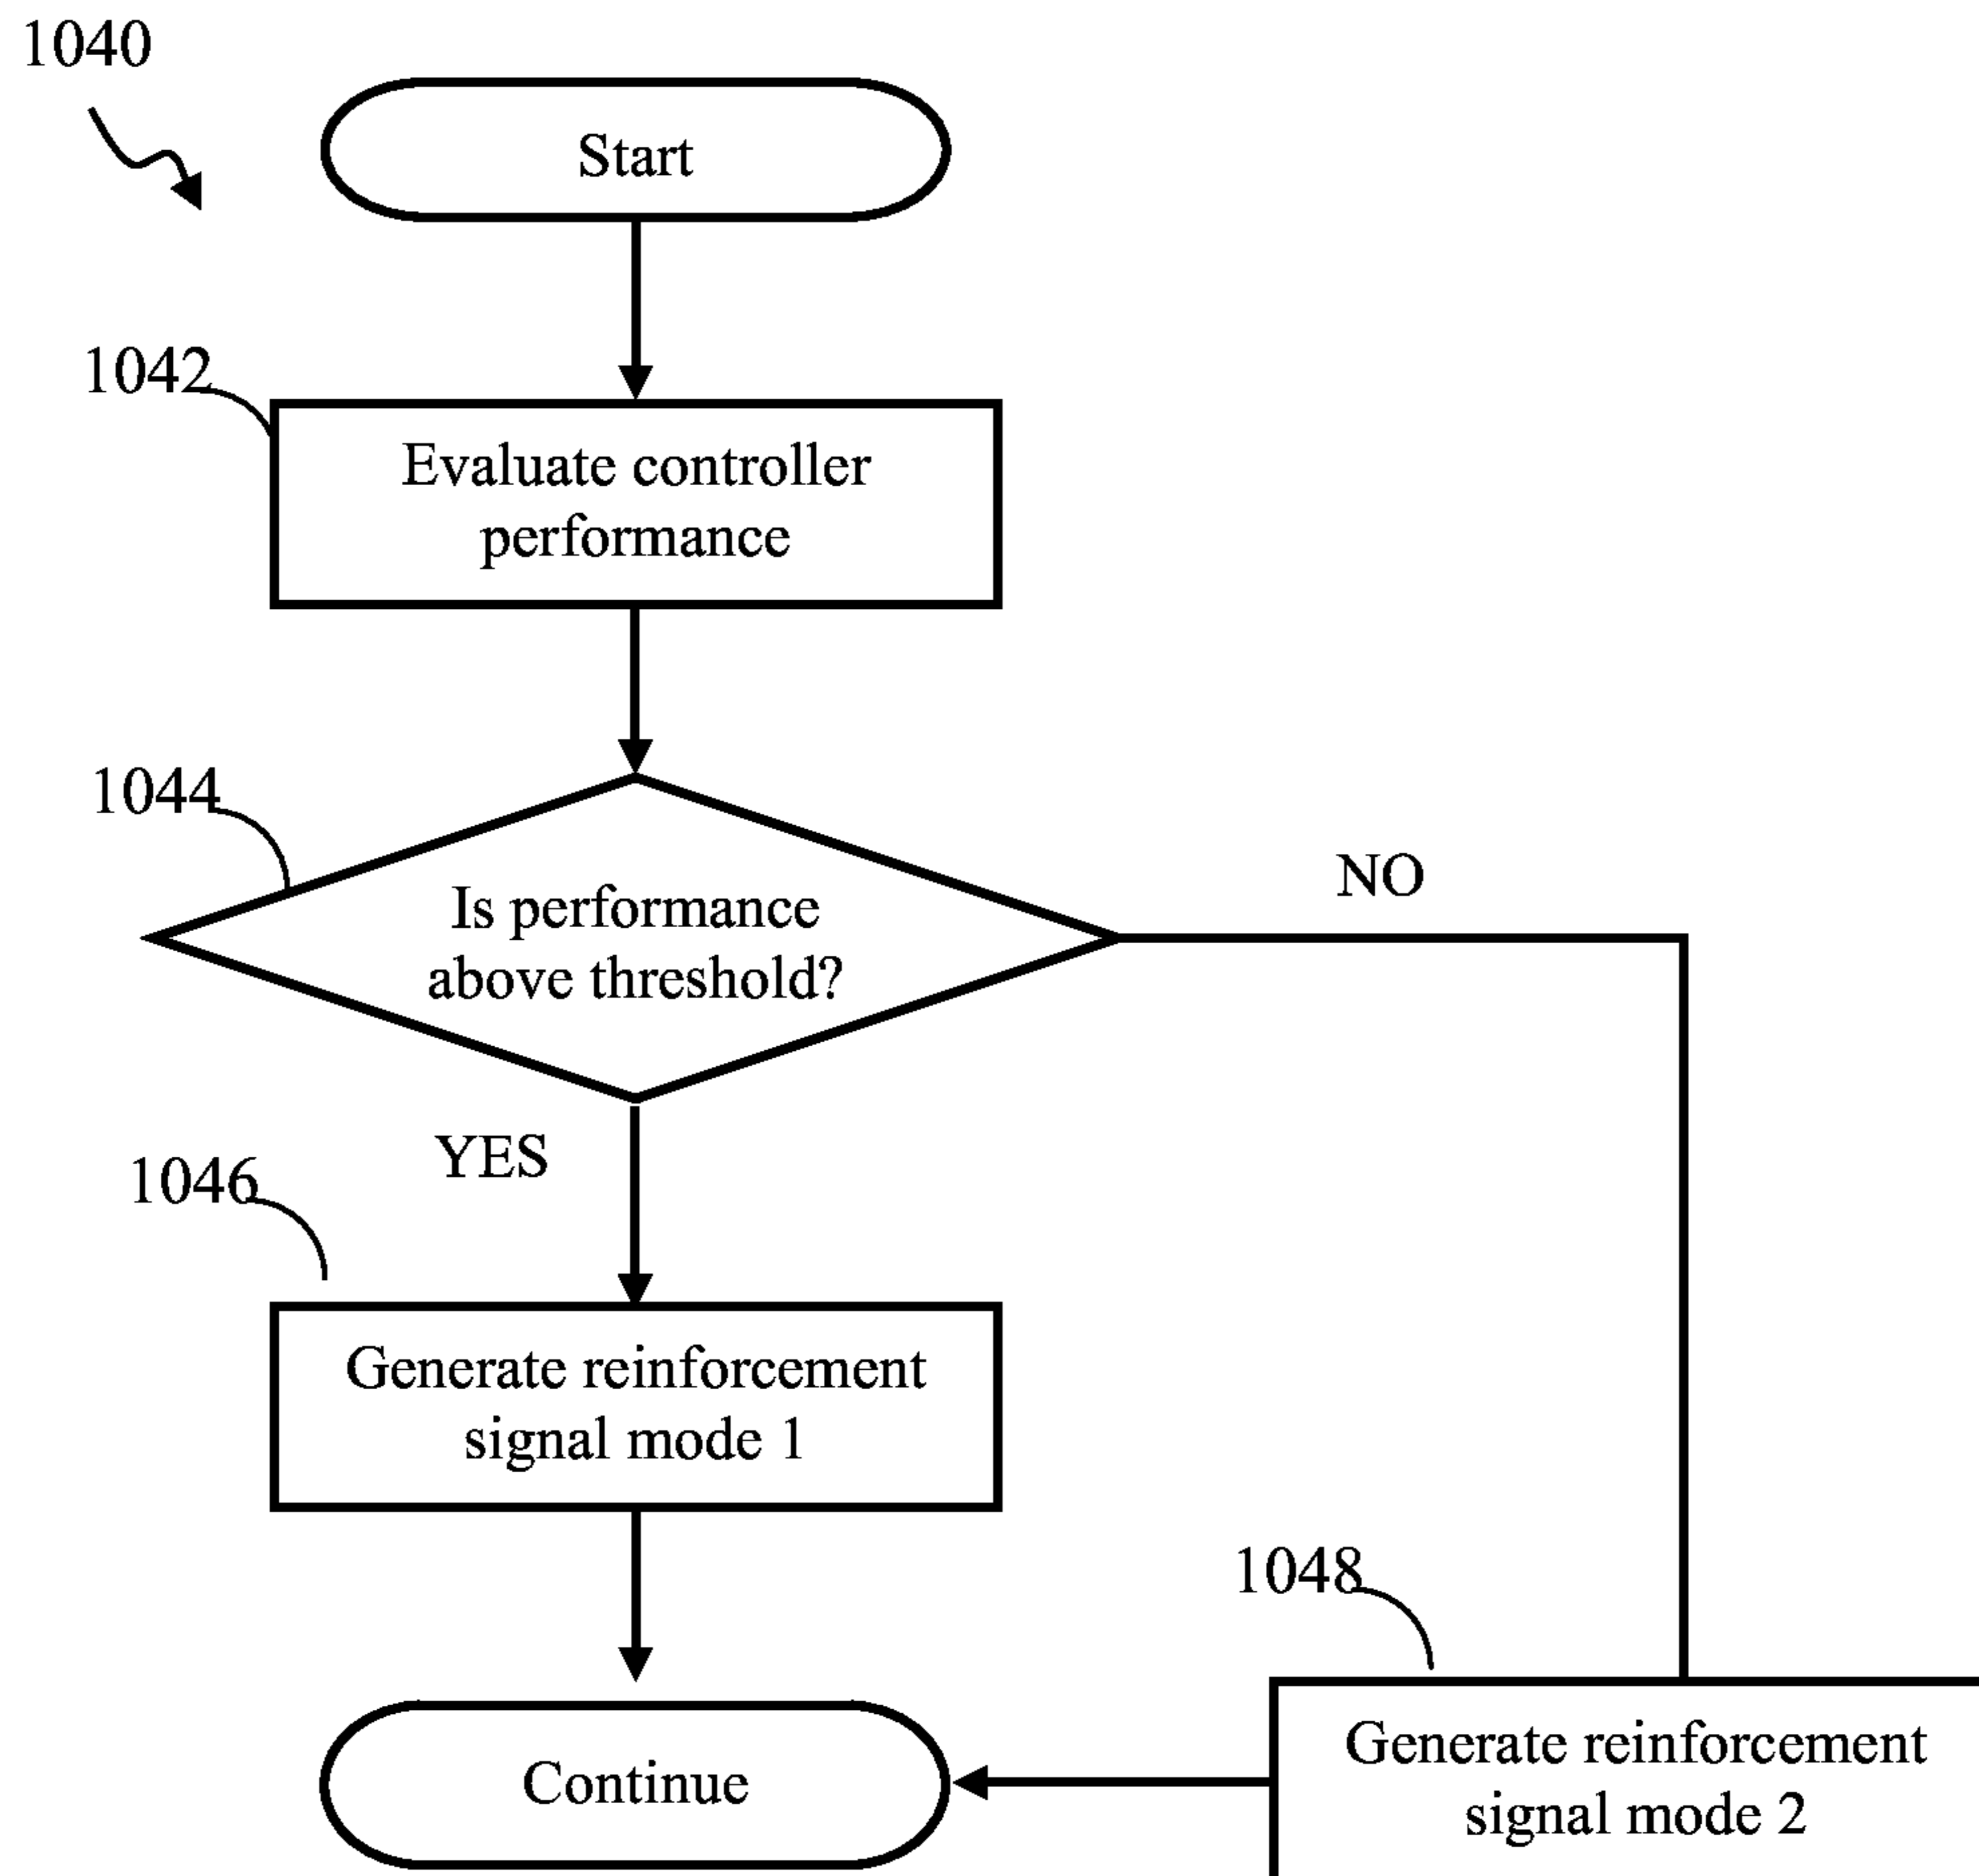 1040
Start
1042
Evaluate controller
performance
1044
Is performance
above threshold?
NO
YES
1046
Generate reinforcement
signal mode 1
1048
Generate reinforcement
signal mode 2
Continue